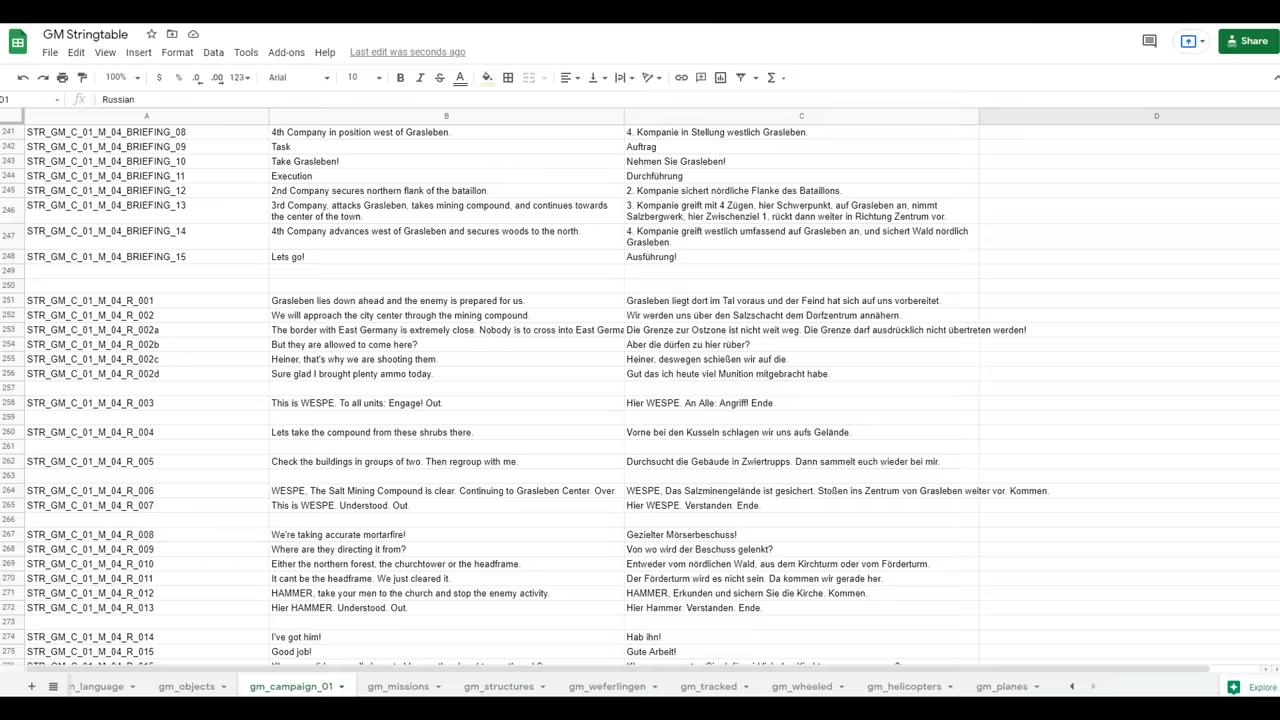 GM Stringtable
File Edit View Insert Format Data Tools Add-ons Help Last edit was seconds ago
Share
100% $ % .0 .00 123 Arial 10 B I S A
D1 fx Russian
A B C D
241 STR_GM_C_01_M_04_BRIEFING_08 4th Company in position west of Grasleben. 4. Kompanie in Stellung westlich Grasleben.
242 STR_GM_C_01_M_04_BRIEFING_09 Task Auftrag
243 STR_GM_C_01_M_04_BRIEFING_10 Take Grasleben! Nehmen Sie Grasleben!
244 STR_GM_C_01_M_04_BRIEFING_11 Execution Durchführung
245 STR_GM_C_01_M_04_BRIEFING_12 2nd Company secures northern flank of the bataillon. 2. Kompanie sichert nördliche Flanke des Bataillons.
246 STR_GM_C_01_M_04_BRIEFING_13 3rd Company, attacks Grasleben, takes mining compound, and continues towards 3. Kompanie greift mit 4 Zügen, hier Schwerpunkt, auf Grasleben an, nimmt
the center of the town. Salzbergwerk, hier Zwischenziel 1, rückt dann weiter in Richtung Zentrum vor.
247 STR_GM_C_01_M_04_BRIEFING_14 4th Company advances west of Grasleben and secures woods to the north. 4. Kompanie greift westlich umfassend auf Grasleben an, und sichert Wald nördlich
Grasleben.
248 STR_GM_C_01_M_04_BRIEFING_15 Lets go! Ausführung!
249
250
251 STR_GM_C_01_M_04_R_001 Grasleben lies down ahead and the enemy is prepared for us. Grasleben liegt dort im Tal voraus und der Feind hat sich auf uns vorbereitet.
252 STR_GM_C_01_M_04_R_002 We will approach the city center through the mining compound. Wir werden uns über den Salzschacht dem Dorfzentrum annähern.
253 STR_GM_C_01_M_04_R_002a The border with East Germany is extremely close. Nobody is to cross into East Germa Die Grenze zur Ostzone ist nicht weit weg. Die Grenze darf ausdrücklich nicht übertreten werden!
254 STR_GM_C_01_M_04_R_002b But they are allowed to come here? Aber die dürfen zu hier rüber?
255 STR_GM_C_01_M_04_R_002c Heiner, that's why we are shooting them. Heiner, deswegen schießen wir auf die.
256 STR_GM_C_01_M_04_R_002d Sure glad I brought plenty ammo today. Gut das ich heute viel Munition mitgebracht habe.
257
258 STR_GM_C_01_M_04_R_003 This is WESPE. To all units: Engage! Out. Hier WESPE. An Alle: Angriff! Ende.
259
260 STR_GM_C_01_M_04_R_004 Lets take the compound from these shrubs there. Vorne bei den Kusseln schlagen wir uns aufs Gelände.
261
262 STR_GM_C_01_M_04_R_005 Check the buildings in groups of two. Then regroup with me. Durchsucht die Gebäude in Zwiertrupps. Dann sammelt euch wieder bei mir.
263
264 STR_GM_C_01_M_04_R_006 WESPE, The Salt Mining Compound is clear. Continuing to Grasleben Center. Over. WESPE, Das Salzminengelände ist gesichert. Stoßen ins Zentrum von Grasleben weiter vor. Kommen.
265 STR_GM_C_01_M_04_R_007 This is WESPE. Understood. Out. Hier WESPE. Verstanden. Ende.
266
267 STR_GM_C_01_M_04_R_008 We're taking accurate mortarfire! Gezielter Mörserbeschuss!
268 STR_GM_C_01_M_04_R_009 Where are they directing it from? Von wo wird der Beschuss gelenkt?
269 STR_GM_C_01_M_04_R_010 Either the northern forest, the churchtower or the headframe. Entweder vom nördlichen Wald, aus dem Kirchturm oder vom Förderturm.
270 STR_GM_C_01_M_04_R_011 It cant be the headframe. We just cleared it. Der Förderturm wird es nicht sein. Da kommen wir gerade her.
271 STR_GM_C_01_M_04_R_012 HAMMER, take your men to the church and stop the enemy activity. HAMMER, Erkunden und sichern Sie die Kirche. Kommen.
272 STR_GM_C_01_M_04_R_013 Hier HAMMER. Understood. Out. Hier Hammer. Verstanden. Ende.
273
274 STR_GM_C_01_M_04_R_014 I've got him! Hab ihn!
275 STR_GM_C_01_M_04_R_015 Good job! Gute Arbeit!
n_language gm_objects gm_campaign_01 gm_missions gm_structures gm_weferlingen gm_tracked gm_wheeled gm_helicopters gm_planes Explore